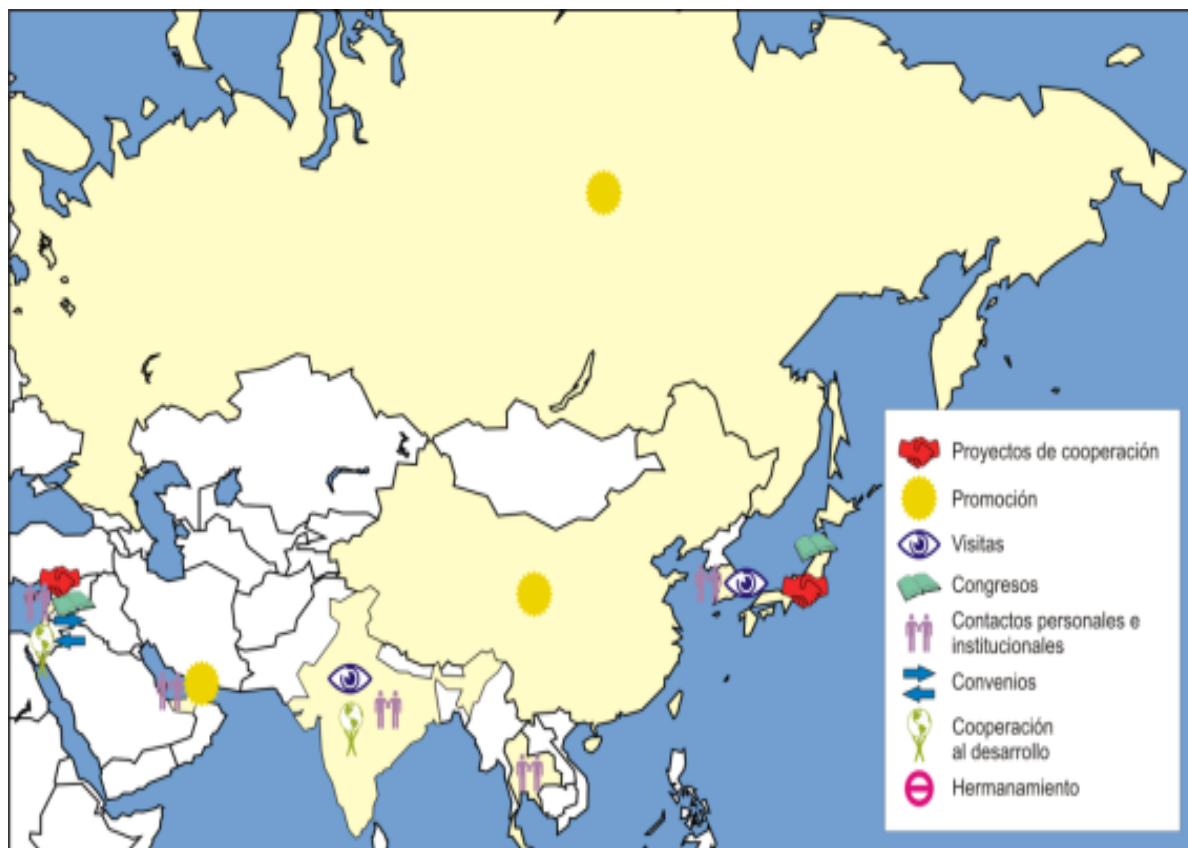 Proyectos de cooperación
Promoción
Visitas
Congresos
Contactos personales e
institucionales
Convenios
Cooperación
al desarrollo
Hermanamiento